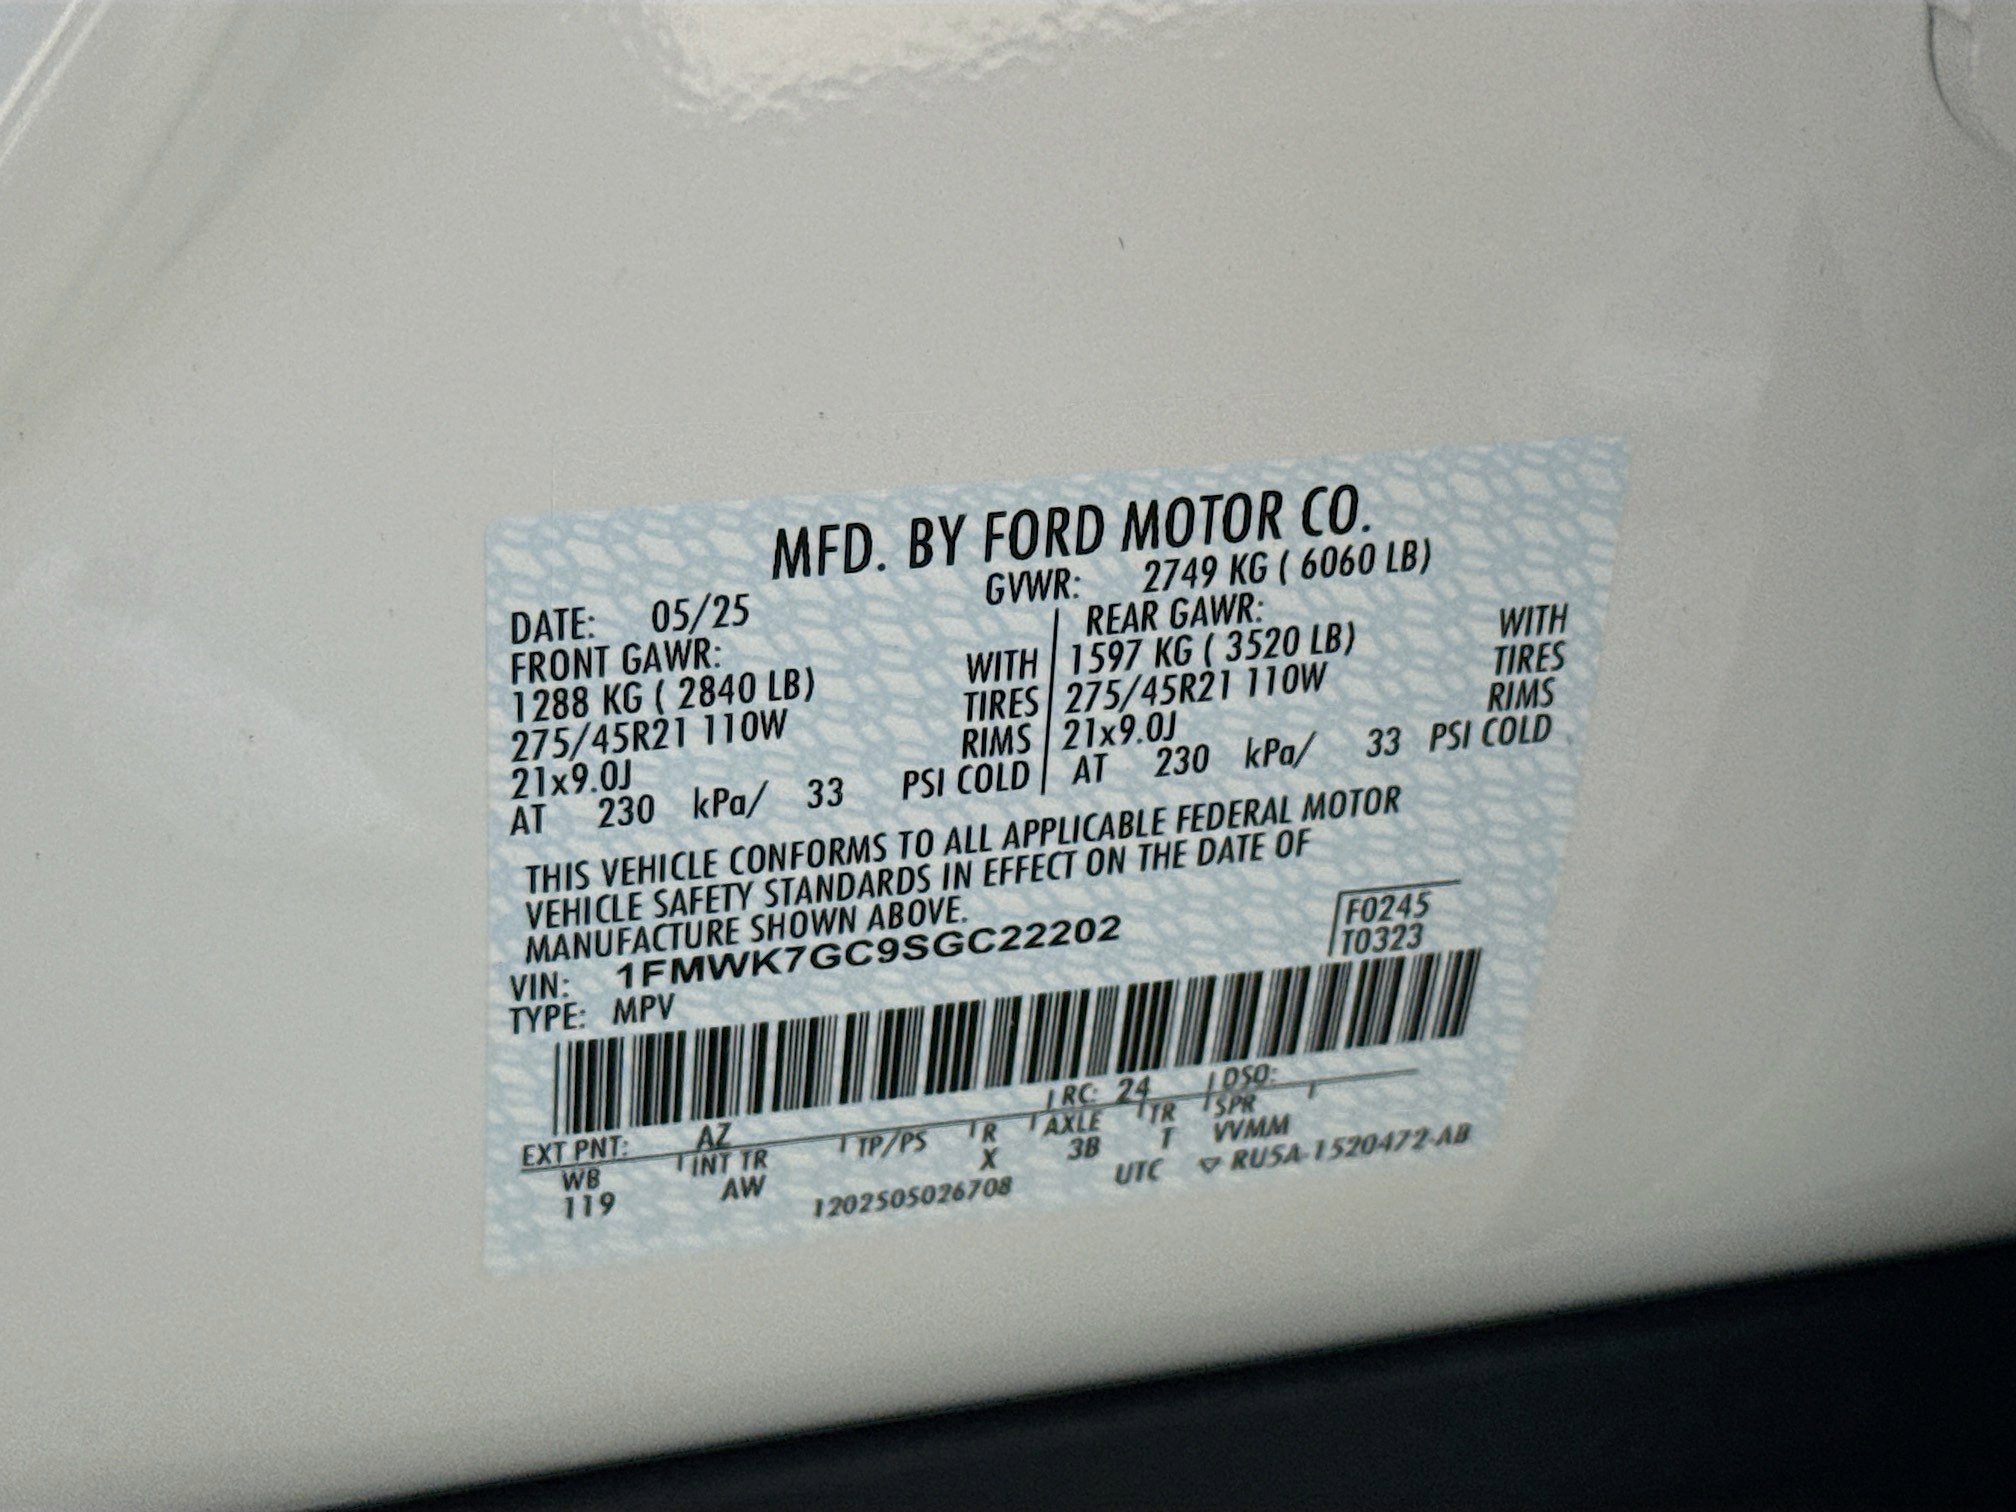 MFD. BY FORD MOTOR CO.
DATE: 05/25 GVWR: 2749 KG ( 6060 LB)
FRONT GAWR: REAR GAWR:
1288 KG ( 2840 LB) WITH 1597 KG ( 3520 LB) WITH
275/45R21 110W TIRES 275/45R21 110W TIRES
21x9.0J RIMS 21x9.0J RIMS
AT 230 kPa/ 33 PSI COLD AT 230 kPa/ 33 PSI COLD
THIS VEHICLE CONFORMS TO ALL APPLICABLE FEDERAL MOTOR
VEHICLE SAFETY STANDARDS IN EFFECT ON THE DATE OF
MANUFACTURE SHOWN ABOVE.
VIN: 1FMWK7GC9SGC22202 F0245
TYPE: MPV T0323
EXT PNT: AZ RC: 24 DSO:
WB INT TR TP/PS R AXLE TR SPR
119 AW X 3B T VVMM
1202505026708 UTC ▽ RU5A-1520472-AB